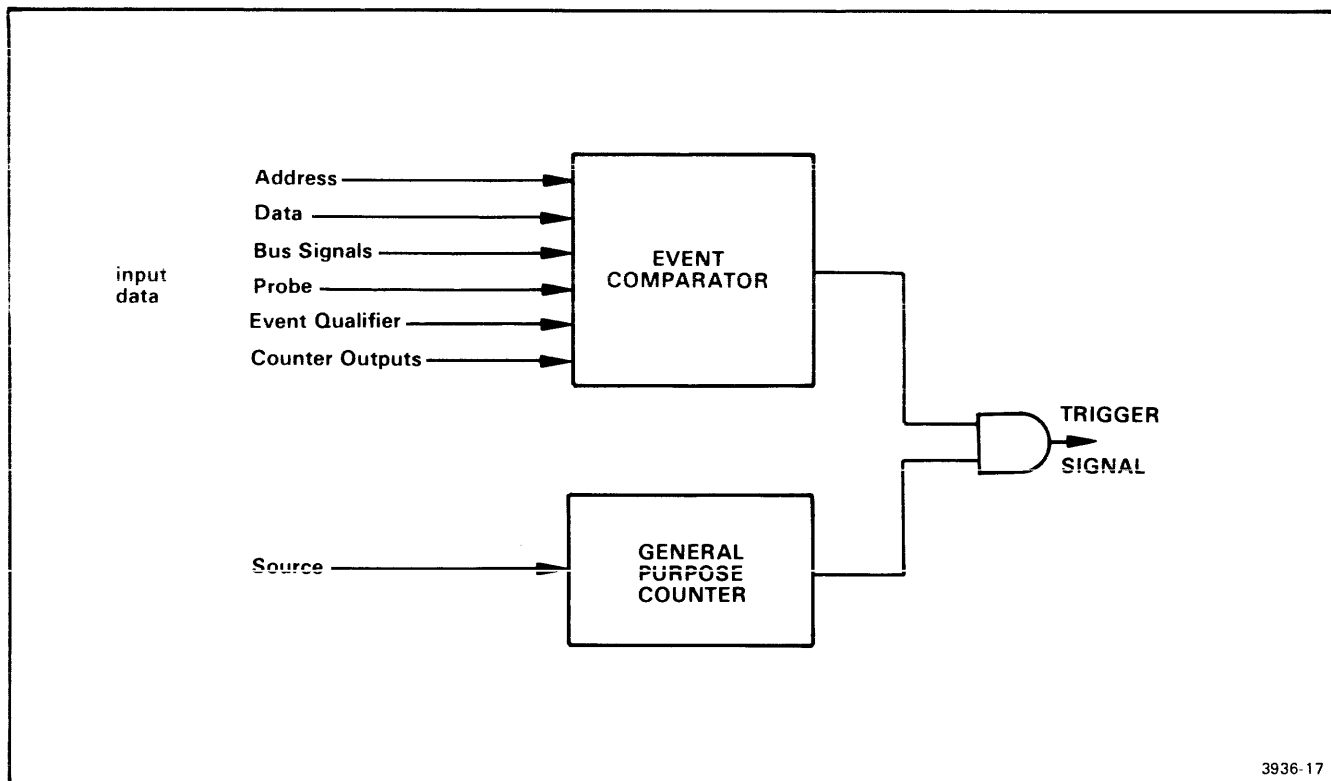 Address
Data
Bus Signals
Probe
Event Qualifier
Counter Outputs
input
data
EVENT
COMPARATOR
TRIGGER
SIGNAL
Source
GENERAL
PURPOSE
COUNTER
3936-17